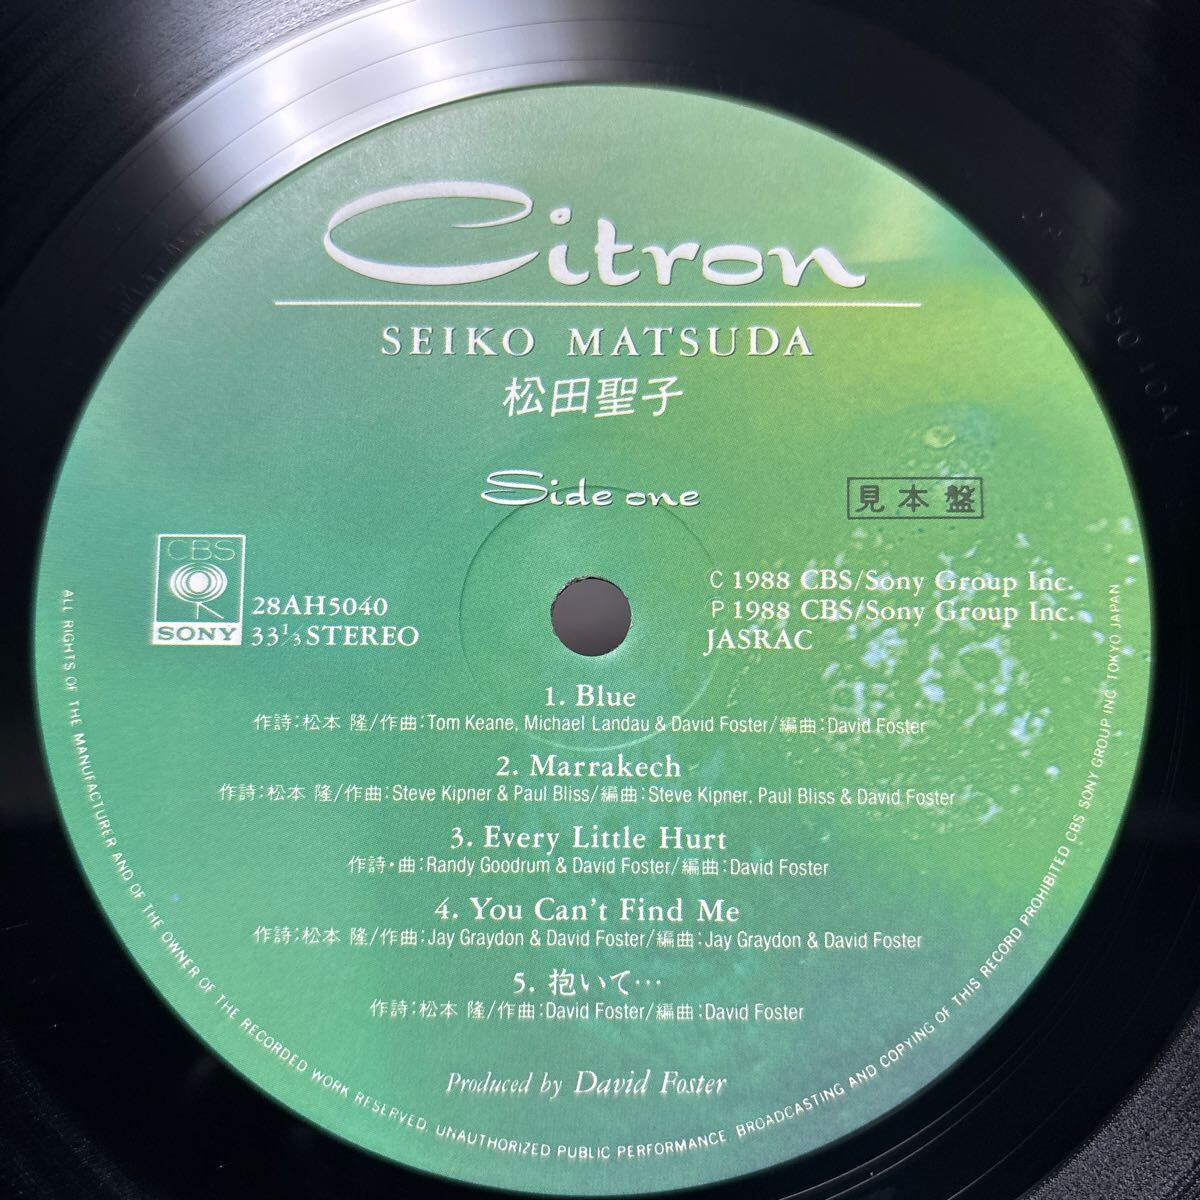 Citron
SEIKO MATSUDA
松田聖子
Side one
見本盤
CBS
SONY
28AH5040
33 1/3 STEREO
C 1988 CBS/Sony Group Inc.
P 1988 CBS/Sony Group Inc.
JASRAC
1. Blue
作詩:松本 隆/作曲:Tom Keane, Michael Landau & David Foster/編曲:David Foster
2. Marrakech
作詩:松本 隆/作曲:Steve Kipner & Paul Bliss/編曲:Steve Kipner, Paul Bliss & David Foster
3. Every Little Hurt
作詩・曲:Randy Goodrum & David Foster/編曲:David Foster
4. You Can't Find Me
作詩:松本 隆/作曲:Jay Graydon & David Foster/編曲:Jay Graydon & David Foster
5. 抱いて…
作詩:松本 隆/作曲:David Foster/編曲:David Foster
Produced by David Foster
ALL RIGHTS OF THE MANUFACTURER AND OF THE OWNER OF THE RECORDED WORK RESERVED. UNAUTHORIZED PUBLIC PERFORMANCE. BROADCASTING AND COPYING OF THIS RECORD PROHIBITED CBS SONY GROUP INC. TOKYO JAPAN